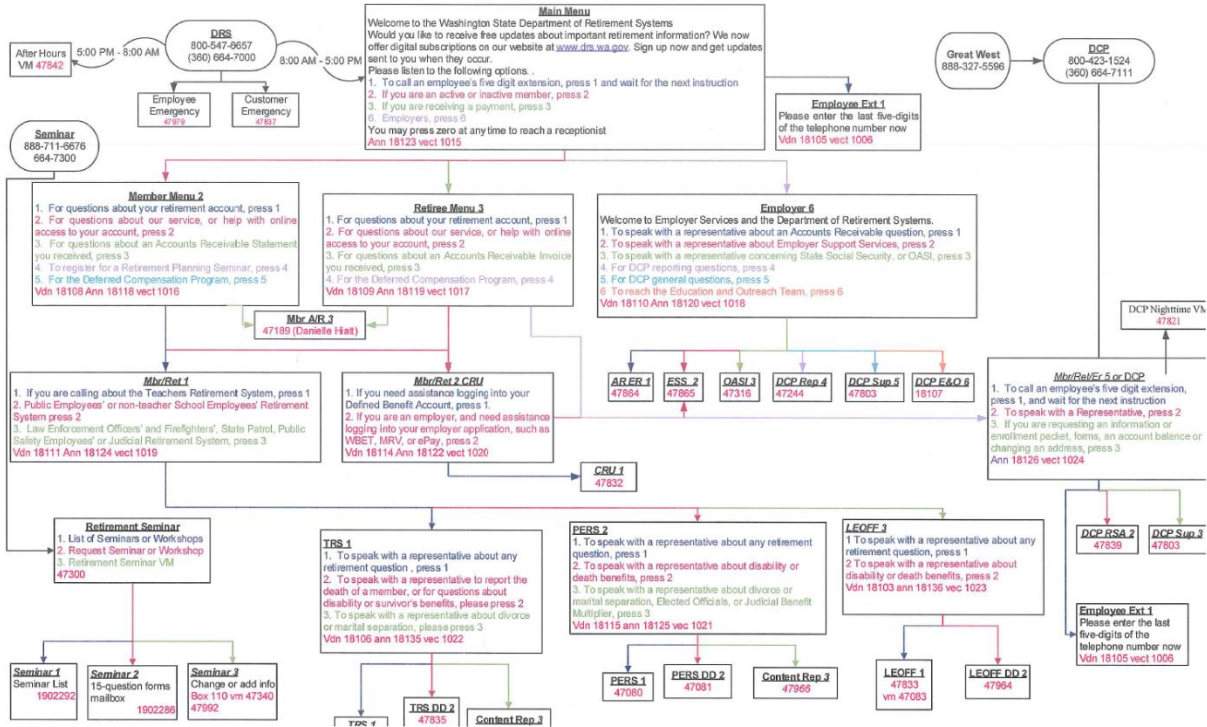 DRS
800-547-6657
(360) 664-7000
After Hours
VM 47842
5:00 PM - 8:00 AM
8:00 AM - 5:00 PM
Employee
Emergency
47979
Customer
Emergency
47837
Main Menu
Welcome to the Washington State Department of Retirement Systems
Would you like to receive free updates about important retirement information? We now
offer digital subscriptions on our website at www.drs.wa.gov. Sign up now and get updates
sent to you when they occur.
Please listen to the following options. .
1. To call an employee's five digit extension, press 1 and wait for the next instruction
2. If you are an active or inactive member, press 2
3. If you are receiving a payment, press 3
6. Employers, press 6
You may press zero at any time to reach a receptionist
Ann 18123 vect 1015
Employee Ext 1
Please enter the last five-digits
of the telephone number now
Vdn 18105 vect 1006
Great West
888-327-5596
DCP
800-423-1524
(360) 664-7111
Seminar
888-711-6676
664-7300
Member Menu 2
1. For questions about your retirement account, press 1
2. For questions about our service, or help with online
access to your account, press 2
3. For questions about an Accounts Receivable Statement
you received, press 3
4. To register for a Retirement Planning Seminar, press 4
5. For the Deferred Compensation Program, press 5
Vdn 18108 Ann 18118 vect 1016
Retiree Menu 3
1. For questions about your retirement account, press 1
2. For questions about our service, or help with online
access to your account, press 2
3. For questions about an Accounts Receivable Invoice
you received, press 3
4. For the Deferred Compensation Program, press 4
Vdn 18109 Ann 18119 vect 1017
Employer 6
Welcome to Employer Services and the Department of Retirement Systems.
1. To speak with a representative about an Accounts Receivable question, press 1
2. To speak with a representative about Employer Support Services, press 2
3. To speak with a representative concerning State Social Security, or OASI, press 3
4. For DCP reporting questions, press 4
5. For DCP general questions, press 5
6 To reach the Education and Outreach Team, press 6
Vdn 18110 Ann 18120 vect 1018
Mbr A/R 3
47189 (Danielle Hiatt)
DCP Nighttime VM
47821
AR ER 1
47864
ESS_2
47865
OASI 3
47316
DCP Rep 4
47244
DCP Sup 5
47803
DCP E&O 6
18107
Mbr/Ret 1
1. If you are calling about the Teachers Retirement System, press 1
2. Public Employees' or non-teacher School Employees' Retirement
System press 2
3. Law Enforcement Officers' and Firefighters', State Patrol, Public
Safety Employees' or Judicial Retirement System, press 3
Vdn 18111 Ann 18124 vect 1019
Mbr/Ret 2 CRU
1. If you need assistance logging into your
Defined Benefit Account, press 1.
2. If you are an employer, and need assistance
logging into your employer application, such as
WBET, MRV, or ePay, press 2
Vdn 18114 Ann 18122 vect 1020
Mbr/Ret/Er 5 or DCP
1. To call an employee's five digit extension,
press 1, and wait for the next instruction
2. To speak with a Representative, press 2
3. If you are requesting an information or
enrollment packet, forms, an account balance or
changing an address, press 3
Ann 18126 vect 1024
CRU 1
47832
Retirement Seminar
1. List of Seminars or Workshops
2. Request Seminar or Workshop
3. Retirement Seminar VM
47300
TRS 1
1. To speak with a representative about any
retirement question , press 1
2. To speak with a representative to report the
death of a member, or for questions about
disability or survivor's benefits, please press 2
3. To speak with a representative about divorce
or marital separation, please press 3
Vdn 18106 ann 18135 vec 1022
PERS 2
1. To speak with a representative about any retirement
question, press 1
2. To speak with a representative about disability or
death benefits, press 2
3. To speak with a representative about divorce or
marital separation, Elected Officials, or Judicial Benefit
Multiplier, press 3
Vdn 18115 ann 18125 vec 1021
LEOFF 3
1 To speak with a representative about any
retirement question, press 1
2 To speak with a representative about
disability or death benefits, press 2
Vdn 18103 ann 18136 vec 1023
DCP RSA 2
47839
DCP Sup 3
47803
Employee Ext 1
Please enter the last
five-digits of the
telephone number now
Vdn 18105 vect 1006
Seminar 1
Seminar List
1902292
Seminar 2
15-question forms
mailbox
1902286
Seminar 3
Change or add info
Box 110 vm 47340
47992
TRS 1
TRS DD 2
47835
Content Rep 3
PERS 1
47080
PERS DD 2
47081
Content Rep 3
47966
LEOFF 1
47833
vm 47083
LEOFF DD 2
47964